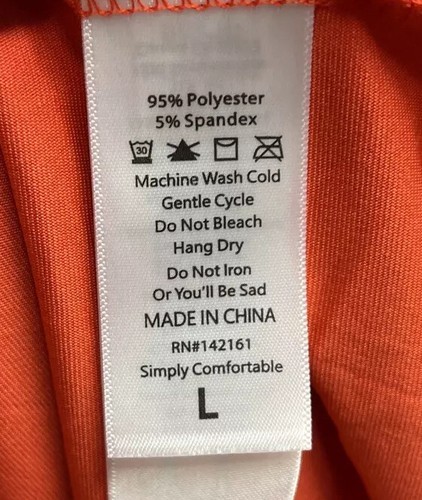 95% Polyester
5% Spandex
30
Machine Wash Cold
Gentle Cycle
Do Not Bleach
Hang Dry
Do Not Iron
Or You'll Be Sad
MADE IN CHINA
RN#142161
Simply Comfortable
L